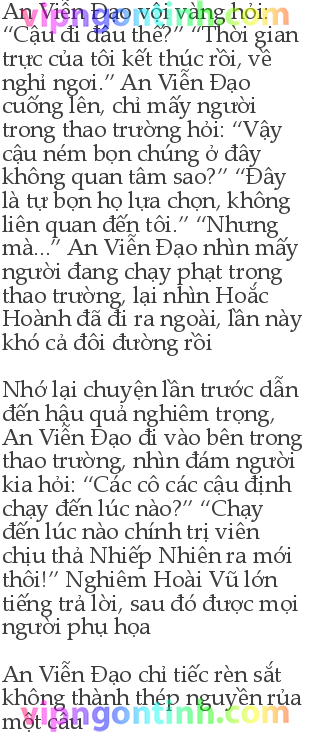 An Viễn Đạo vội vàng hỏi:
“Cậu đi đâu thế?” “Thời gian
trực của tôi kết thúc rồi, về
nghỉ ngơi.” An Viễn Đạo
cuống lên, chỉ mấy người
trong thao trường hỏi: “Vậy
cậu ném bọn chúng ở đây
không quan tâm sao?” “Đây
là tự bọn họ lựa chọn, không
liên quan đến tôi.” “Nhưng
mà...” An Viễn Đạo nhìn mấy
người đang chạy phạt trong
thao trường, lại nhìn Hoắc
Hoành đã đi ra ngoài, lần này
khó cả đôi đường rồi
Nhớ lại chuyện lần trước dẫn
đến hậu quả nghiêm trọng,
An Viễn Đạo đi vào bên trong
thao trường, nhìn đám người
kia hỏi: “Các cô các cậu định
chạy đến lúc nào?” “Chạy
đến lúc nào chính trị viên
chịu thả Nhiếp Nhiên ra mới
thôi!” Nghiêm Hoài Vũ lớn
tiếng trả lời, sau đó được mọi
người phụ họa
An Viễn Đạo chỉ tiếc rèn sắt
không thành thép nguyền rủa
một câu
vipngontinh.com
vipngontinh.com